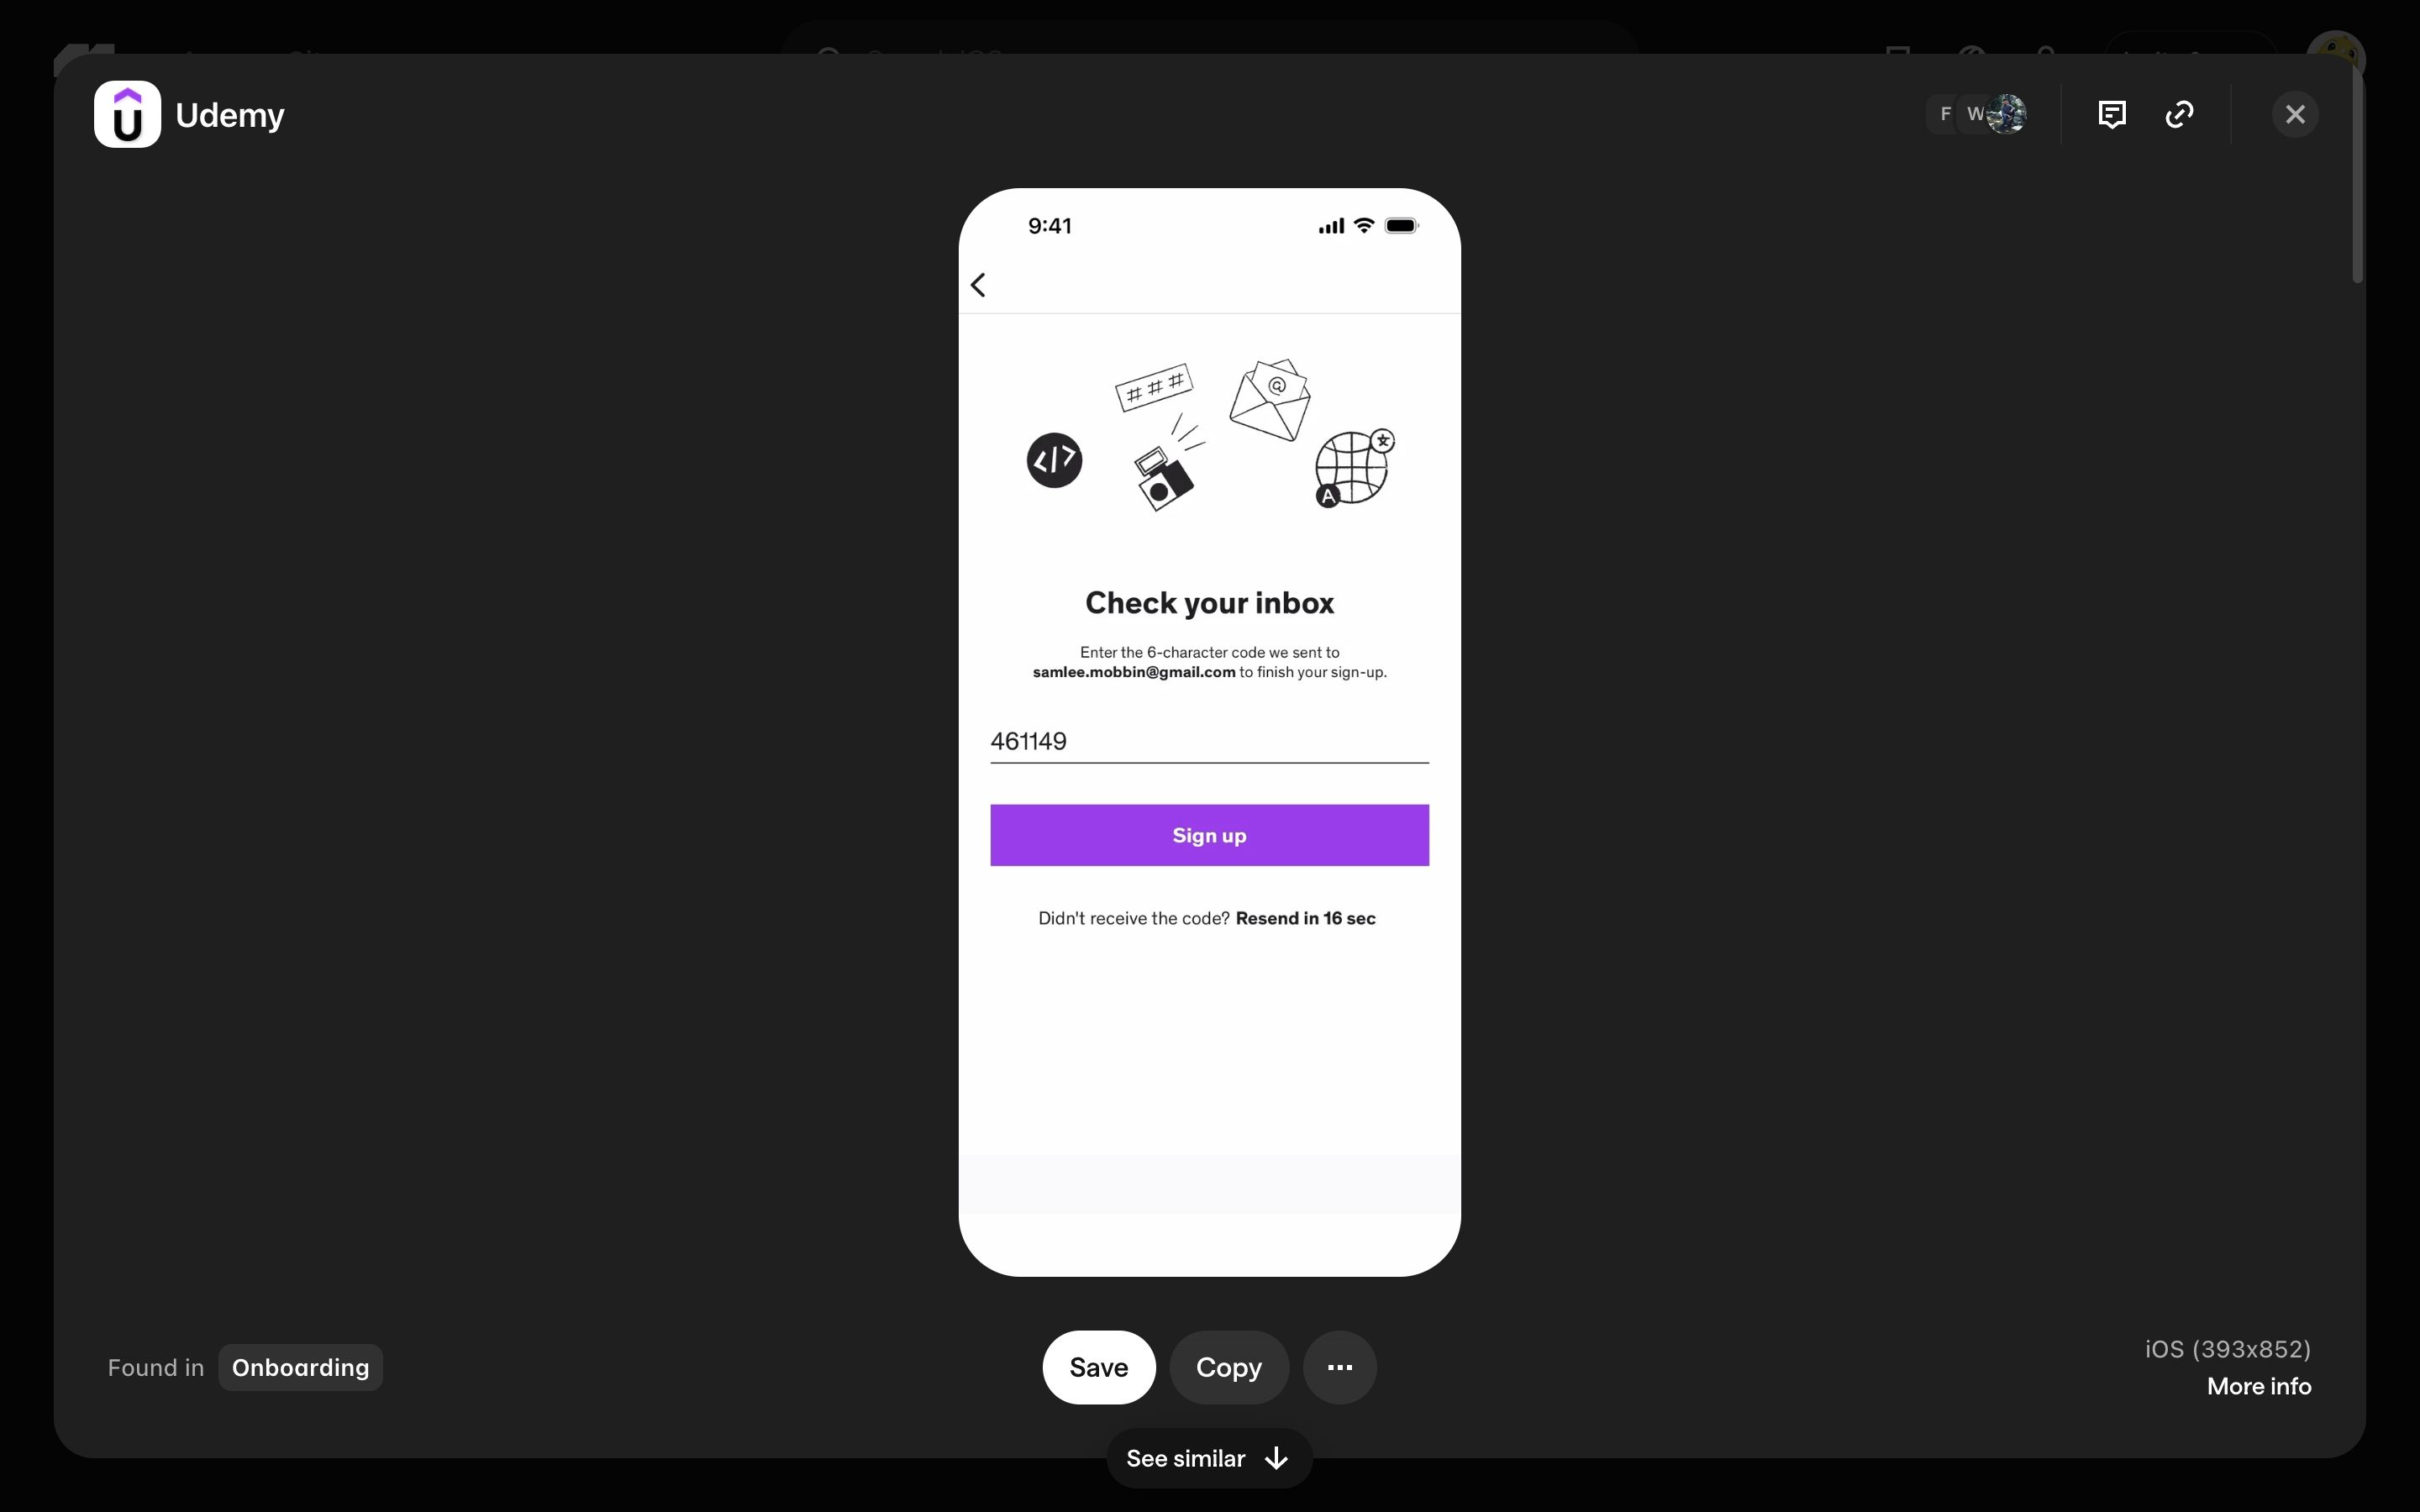 Udemy
F
W
9:41
###
@
</>
文
A
Check your inbox
Enter the 6-character code we sent to
samlee.mobbin@gmail.com to finish your sign-up.
461149
Sign up
Didn't receive the code? Resend in 16 sec
Found in Onboarding
Save
Copy
iOS (393x852)
More info
See similar